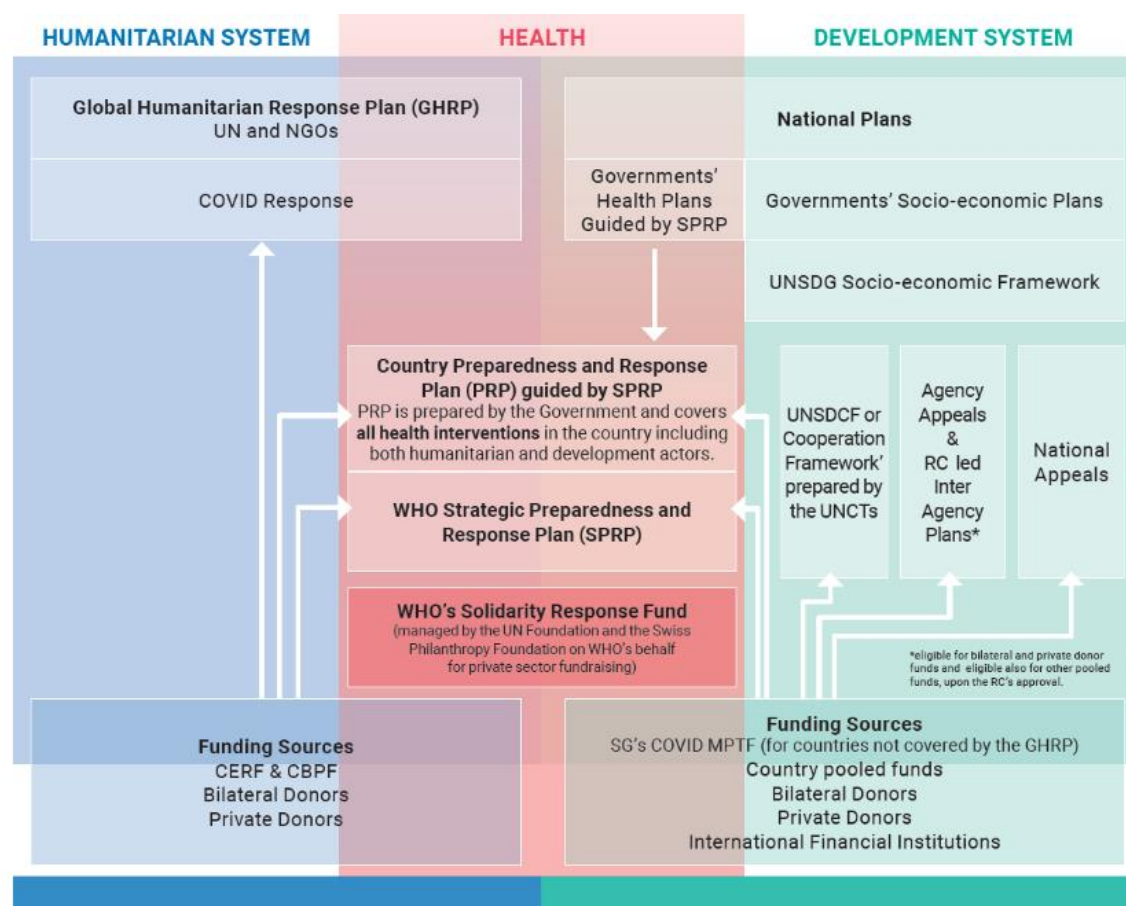 HUMANITARIAN SYSTEM
HEALTH
DEVELOPMENT SYSTEM
Global Humanitarian Response Plan (GHRP)
UN and NGOs
COVID Response
National Plans
Governments’
Health Plans
Guided by SPRP
Governments’ Socio-economic Plans
UNSDG Socio-economic Framework
Country Preparedness and Response
Plan (PRP) guided by SPRP
PRP is prepared by the Government and covers
all health interventions in the country including
both humanitarian and development actors.
WHO Strategic Preparedness and
Response Plan (SPRP)
WHO’s Solidarity Response Fund
(managed by the UN Foundation and the Swiss
Philanthropy Foundation on WHO’s behalf
for private sector fundraising)
UNSDCF or
Cooperation
Framework’
prepared by
the UNCTs
Agency
Appeals
&
RC led
Inter
Agency
Plans*
National
Appeals
*eligible for bilateral and private donor
funds and eligible also for other pooled
funds, upon the RC’s approval.
Funding Sources
CERF & CBPF
Bilateral Donors
Private Donors
Funding Sources
SG’s COVID MPTF (for countries not covered by the GHRP)
Country pooled funds
Bilateral Donors
Private Donors
International Financial Institutions